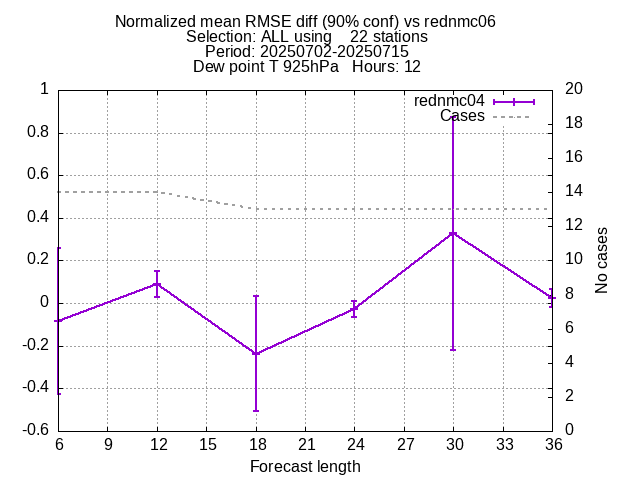 Normalized mean RMSE diff (90% conf) vs rednmc06
Selection: ALL using    22 stations
Period: 20250702-20250715
Dew point T 925hPa   Hours: 12
rednmc04
Cases
1
0.8
0.6
0.4
0.2
0
-0.2
-0.4
-0.6
20
18
16
14
12
10
8
6
4
2
0
No cases
6 9 12 15 18 21 24 27 30 33 36
Forecast length